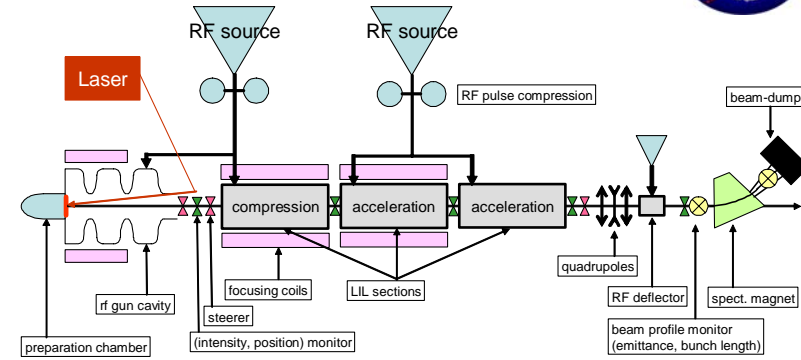 RF source
RF source
Laser
RF pulse compression
beam-dump
compression
acceleration
acceleration
quadrupoles
focusing coils
LIL sections
RF deflector
spect. magnet
rf gun cavity
steerer
(intensity, position) monitor
beam profile monitor
(emittance, bunch length)
preparation chamber